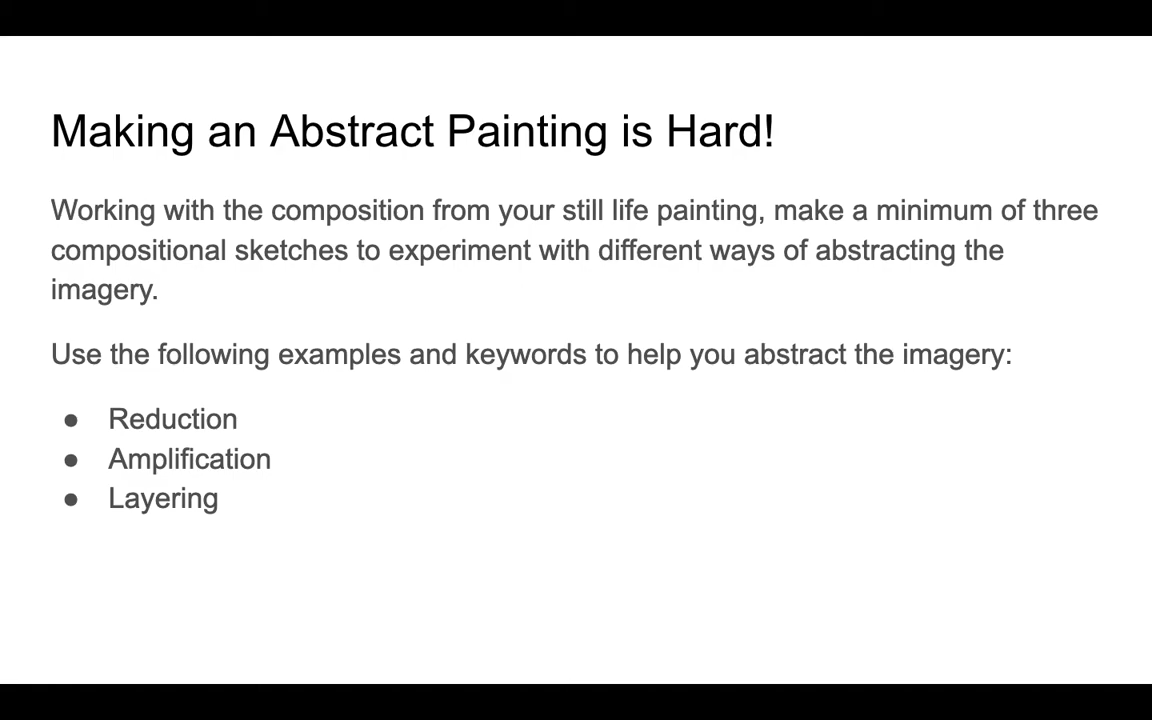 Making an Abstract Painting is Hard!
Working with the composition from your still life painting, make a minimum of three
compositional sketches to experiment with different ways of abstracting the
imagery.
Use the following examples and keywords to help you abstract the imagery:
● Reduction
● Amplification
● Layering